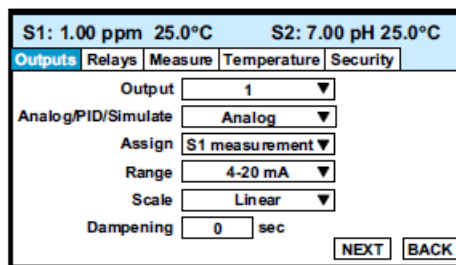 S1: 1.00 ppm 25.0°C S2: 7.00 pH 25.0°C
Outputs Relays Measure Temperature Security
Output 1
Analog/PID/Simulate Analog
Assign S1 measurement
Range 4-20 mA
Scale Linear
Dampening 0 sec
NEXT BACK